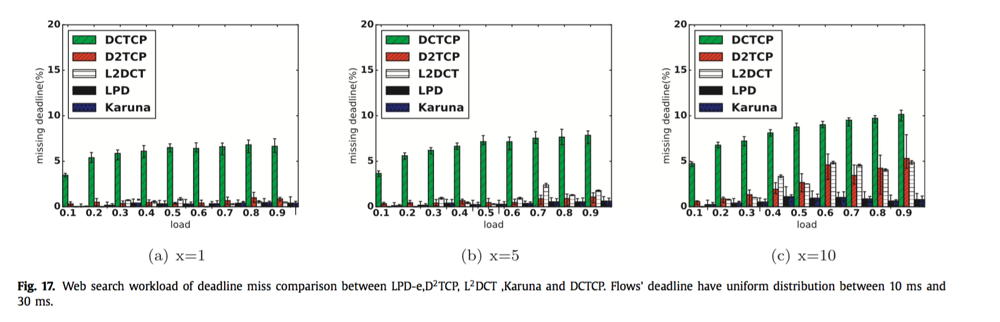 20
15
10
5
0
missing deadline(%)
DCTCP
D2TCP
L2DCT
LPD
Karuna
0.1 0.2 0.3 0.4 0.5 0.6 0.7 0.8 0.9
load
(a) x=1
20
15
10
5
0
missing deadline(%)
DCTCP
D2TCP
L2DCT
LPD
Karuna
0.1 0.2 0.3 0.4 0.5 0.6 0.7 0.8 0.9
load
(b) x=5
20
15
10
5
0
missing deadline(%)
DCTCP
D2TCP
L2DCT
LPD
Karuna
0.1 0.2 0.3 0.4 0.5 0.6 0.7 0.8 0.9
load
(c) x=10
Fig. 17. Web search workload of deadline miss comparison between LPD-e,D²TCP, L²DCT ,Karuna and DCTCP. Flows’ deadline have uniform distribution between 10 ms and
30 ms.